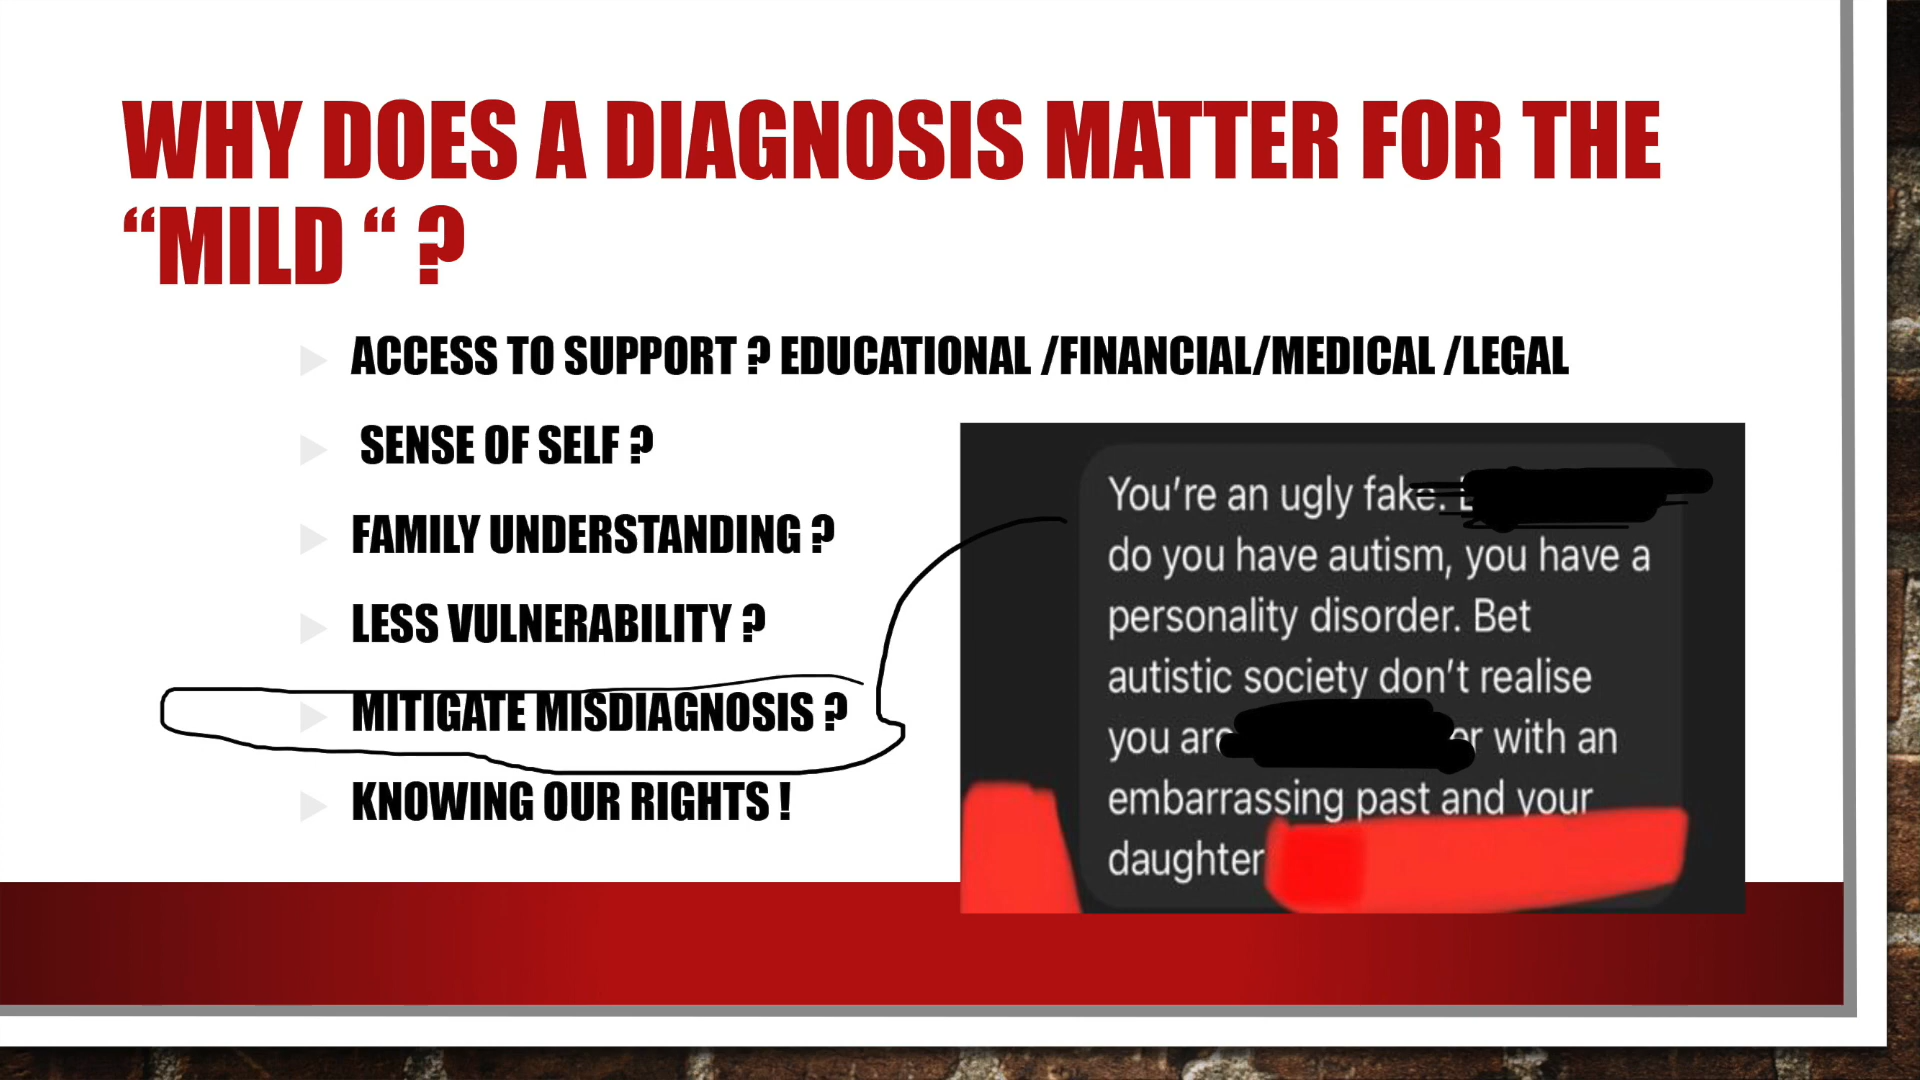 WHY DOES A DIAGNOSIS MATTER FOR THE
“MILD “ ?
ACCESS TO SUPPORT ? EDUCATIONAL /FINANCIAL/MEDICAL /LEGAL
SENSE OF SELF ?
FAMILY UNDERSTANDING ?
LESS VULNERABILITY ?
MITIGATE MISDIAGNOSIS ?
KNOWING OUR RIGHTS !
You’re an ugly fake.
do you have autism, you have a
personality disorder. Bet
autistic society don’t realise
you are with an
embarrassing past and your
daughter